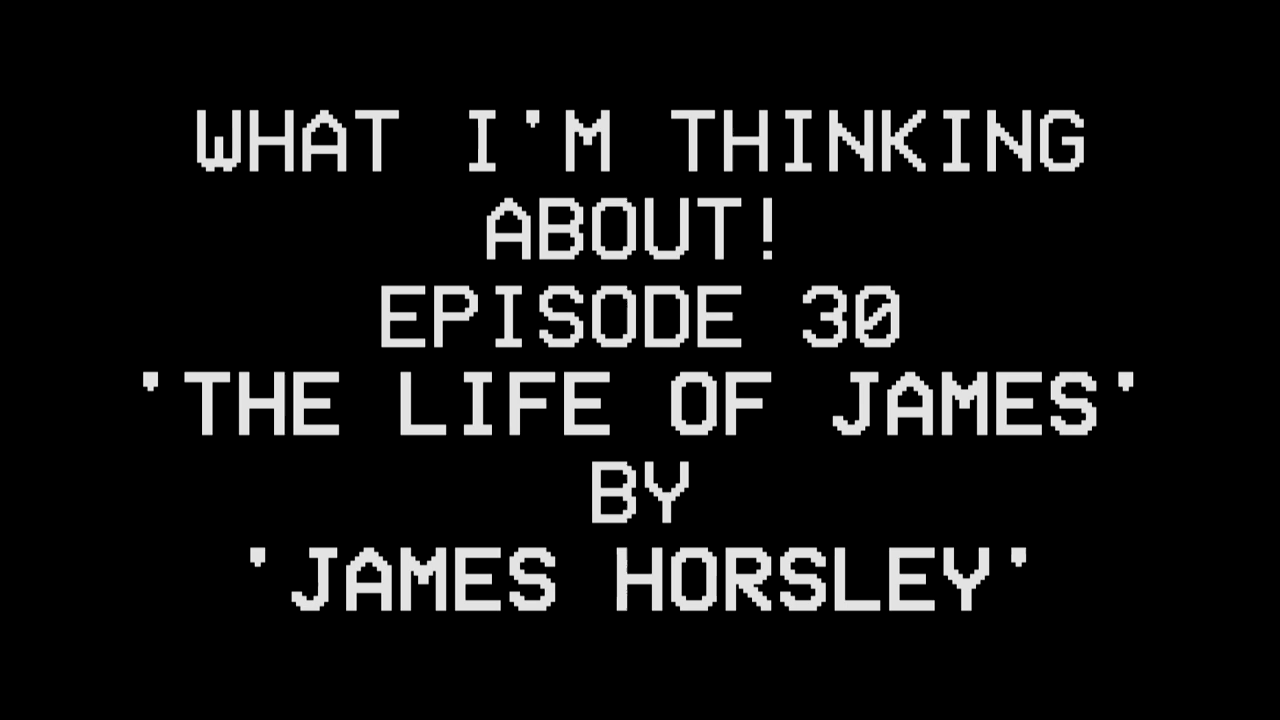 WHAT I'M THINKING
ABOUT!
EPISODE 30
'THE LIFE OF JAMES'
BY
'JAMES HORSLEY'